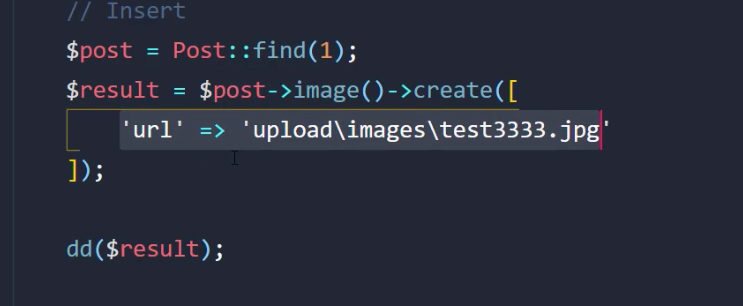 // Insert
$post = Post::find(1);
$result = $post->image()->create([
'url' => 'upload\images\test3333.jpg'
]);
dd($result);